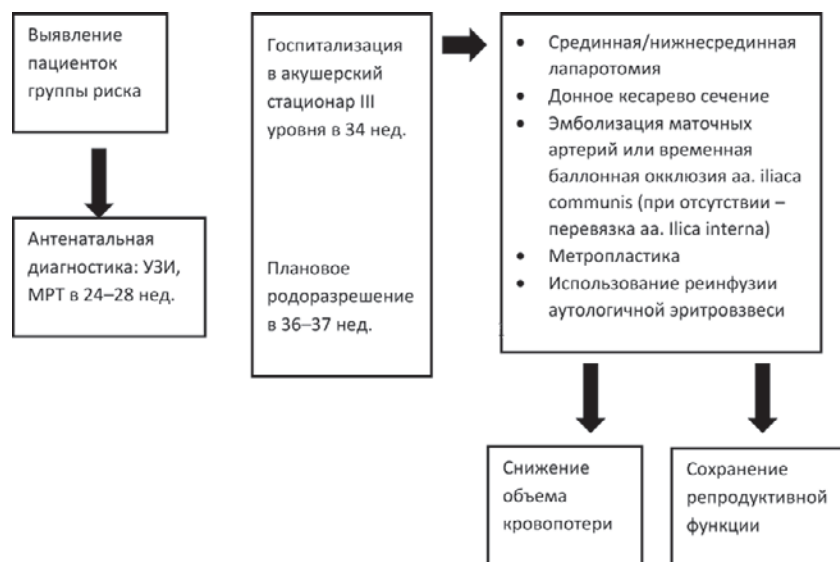 Выявление
пациенток
группы риска
Антенатальная
диагностика: УЗИ,
МРТ в 24–28 нед.
Госпитализация
в акушерский
стационар III
уровня в 34 нед.
Плановое
родоразрешение
в 36–37 нед.
• Срединная/нижнесрединная
лапаротомия
• Донное кесарево сечение
• Эмболизация маточных
артерий или временная
баллонная окклюзия аа. iliaca
communis (при отсутствии –
перевязка аа. Ilica interna)
• Метропластика
• Использование реинфузии
аутологичной эритровзвеси
Снижение
объема
кровопотери
Сохранение
репродуктивной
функции